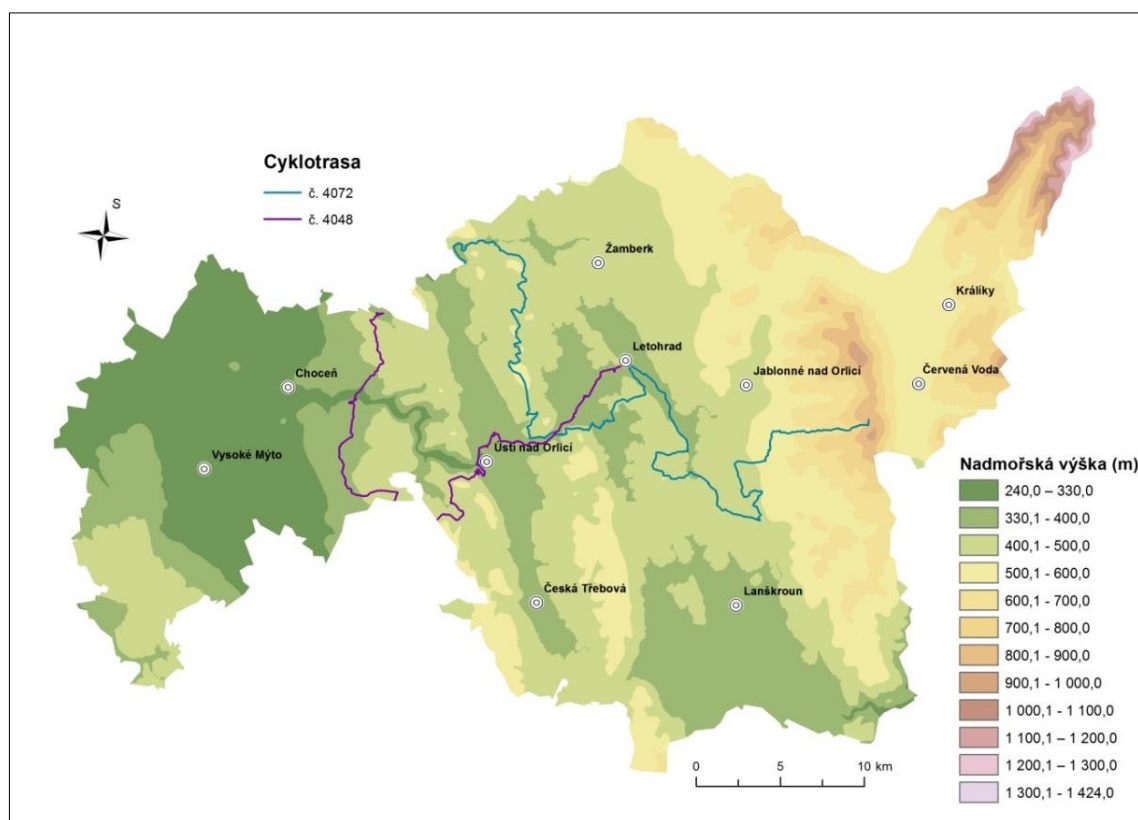 Cyklotrasa
č. 4072
č. 4048
S
Žamberk
Králíky
Letohrad
Choceň
Jablonné nad Orlicí
Červená Voda
Ústí nad Orlicí
Vysoké Mýto
Česká Třebová
Lanškroun
Nadmořská výška (m)
240,0 – 330,0
330,1 - 400,0
400,1 - 500,0
500,1 - 600,0
600,1 - 700,0
700,1 - 800,0
800,1 - 900,0
900,1 - 1 000,0
1 000,1 - 1 100,0
1 100,1 – 1 200,0
1 200,1 - 1 300,0
1 300,1 - 1 424,0
0 5 10 km